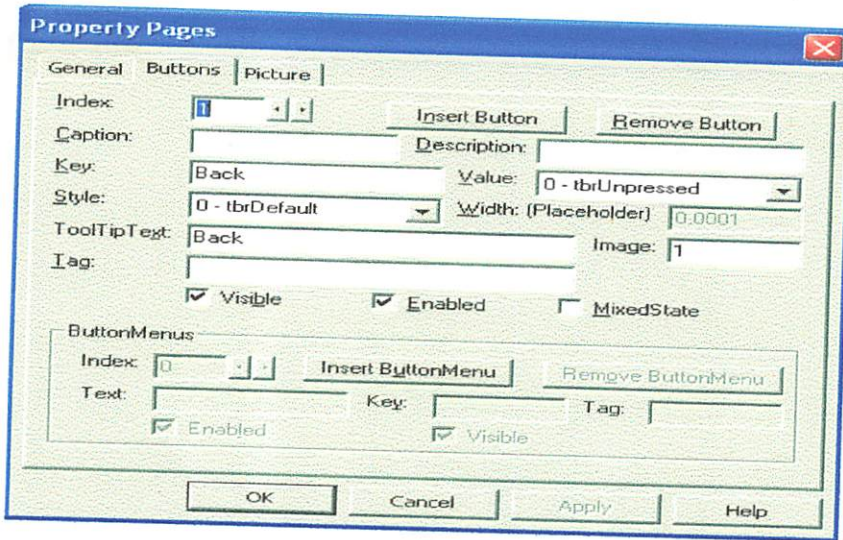 Property Pages
General Buttons Picture
Index: 1 Insert Button Remove Button
Caption: Description:
Key: Back Value: 0 - tbrUnpressed
Style: 0 - tbrDefault Width: (Placeholder) 0.0001
ToolTipText: Back Image: 1
Tag:
Visible Enabled MixedState
ButtonMenus
Index: 0 Insert ButtonMenu Remove ButtonMenu
Text: Key: Tag:
Enabled Visible
OK Cancel Apply Help